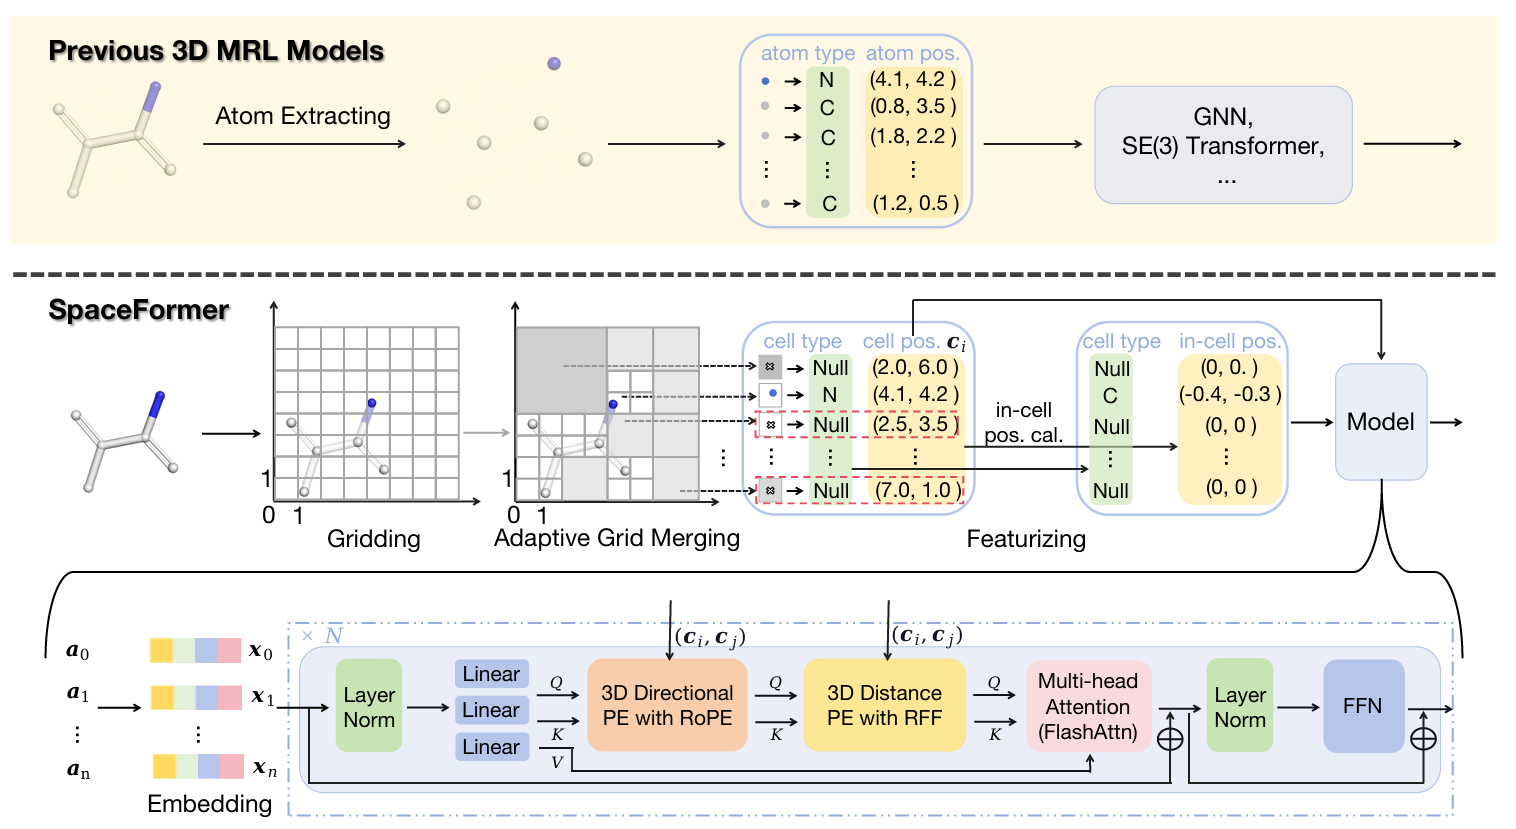 Previous 3D MRL Models
Atom Extracting
atom type atom pos.
N (4.1, 4.2 )
C (0.8, 3.5 )
C (1.8, 2.2 )
⋮ ⋮ ⋮
C (1.2, 0.5 )
GNN,
SE(3) Transformer,
...
SpaceFormer
1
0 1
Gridding
1
0 1
Adaptive Grid Merging
cell type cell pos. c_i
Null (2.0, 6.0 )
N (4.1, 4.2 )
Null (2.5, 3.5 )
⋮ ⋮ ⋮ ⋮
Null (7.0, 1.0 )
in-cell
pos. cal.
Featurizing
cell type in-cell pos.
Null (0, 0. )
C (-0.4, -0.3 )
Null (0, 0 )
⋮ ⋮
Null (0, 0 )
Model
a_0 x_0
a_1 x_1
⋮ ⋮
a_n x_n
Embedding
× N
Layer
Norm
Linear
Linear
Linear
Q
K
V
(c_i, c_j)
3D Directional
PE with RoPE
Q
K
(c_i, c_j)
3D Distance
PE with RFF
Q
K
Multi-head
Attention
(FlashAttn)
Layer
Norm
FFN